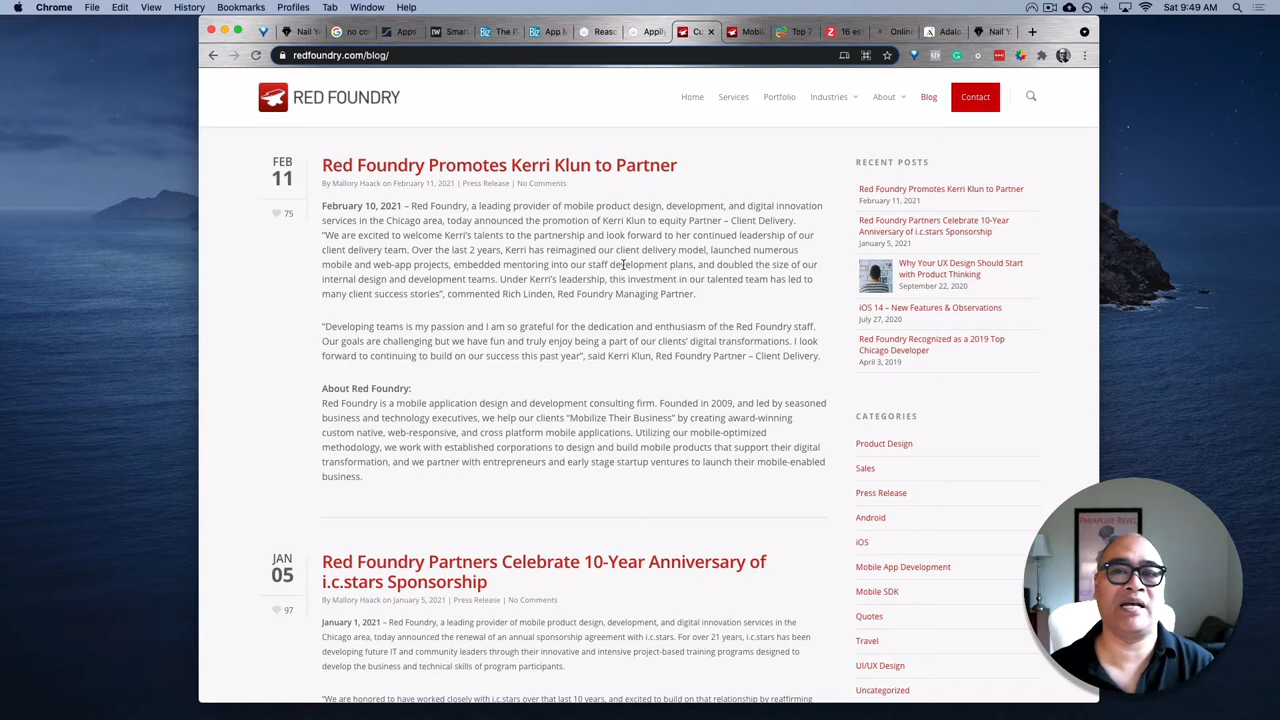 Chrome File Edit View History Bookmarks Profiles Tab Window Help
Sat 9:49 AM
Nail Y
no co
Apps
Smar
The P
App M
Reaso
Apply
Cu
Mobil
Top 7
16 es
Online
Adalo
Nail Y
redfoundry.com/blog/
RED FOUNDRY
Home Services Portfolio Industries About Blog Contact
FEB
11
75
Red Foundry Promotes Kerri Klun to Partner
By Mallory Haack on February 11, 2021 | Press Release | No Comments
February 10, 2021 – Red Foundry, a leading provider of mobile product design, development, and digital innovation
services in the Chicago area, today announced the promotion of Kerri Klun to equity Partner – Client Delivery.
“We are excited to welcome Kerri’s talents to the partnership and look forward to her continued leadership of our
client delivery team. Over the last 2 years, Kerri has reimagined our client delivery model, launched numerous
mobile and web-app projects, embedded mentoring into our staff development plans, and doubled the size of our
internal design and development teams. Under Kerri’s leadership, this investment in our talented team has led to
many client success stories”, commented Rich Linden, Red Foundry Managing Partner.
“Developing teams is my passion and I am so grateful for the dedication and enthusiasm of the Red Foundry staff.
Our goals are challenging but we have fun and truly enjoy being a part of our clients’ digital transformations. I look
forward to continuing to build on our success this past year”, said Kerri Klun, Red Foundry Partner – Client Delivery.
About Red Foundry:
Red Foundry is a mobile application design and development consulting firm. Founded in 2009, and led by seasoned
business and technology executives, we help our clients “Mobilize Their Business” by creating award-winning
custom native, web-responsive, and cross platform mobile applications. Utilizing our mobile-optimized
methodology, we work with established corporations to design and build mobile products that support their digital
transformation, and we partner with entrepreneurs and early stage startup ventures to launch their mobile-enabled
business.
JAN
05
97
Red Foundry Partners Celebrate 10-Year Anniversary of
i.c.stars Sponsorship
By Mallory Haack on January 5, 2021 | Press Release | No Comments
January 1, 2021 – Red Foundry, a leading provider of mobile product design, development, and digital innovation services in the
Chicago area, today announced the renewal of an annual sponsorship agreement with i.c.stars. For over 21 years, i.c.stars has been
developing future IT and community leaders through their innovative and intensive project-based training programs designed to
develop the business and technical skills of program participants.
“We are honored to have worked closely with i.c.stars over that last 10 years, and excited to build on that relationship by reaffirming
RECENT POSTS
Red Foundry Promotes Kerri Klun to Partner
February 11, 2021
Red Foundry Partners Celebrate 10-Year
Anniversary of i.c.stars Sponsorship
January 5, 2021
Why Your UX Design Should Start
with Product Thinking
September 22, 2020
iOS 14 – New Features & Observations
July 27, 2020
Red Foundry Recognized as a 2019 Top
Chicago Developer
April 3, 2019
CATEGORIES
Product Design
Sales
Press Release
Android
iOS
Mobile App Development
Mobile SDK
Quotes
Travel
UI/UX Design
Uncategorized
PARAPLUIE REVEL